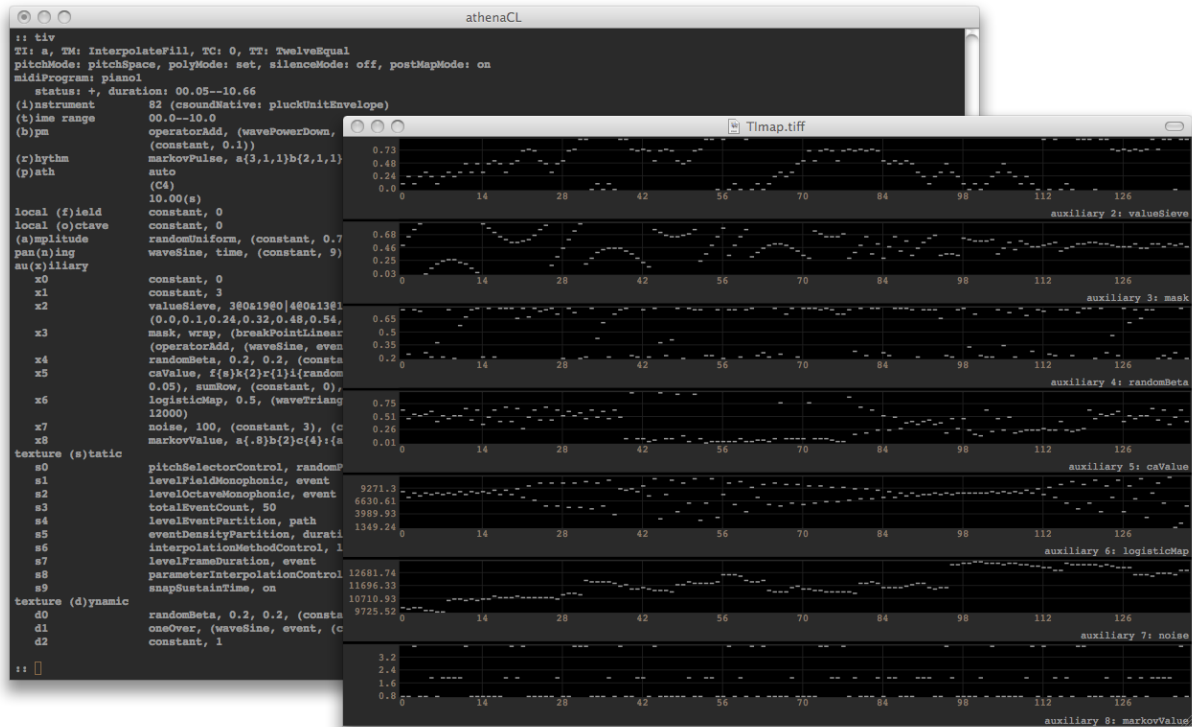 athenaCL
:: tiv
TI: a, TM: InterpolateFill, TC: 0, TT: TwelveEqual
pitchMode: pitchSpace, polyMode: set, silenceMode: off, postMapMode: on
midiProgram: piano1
status: +, duration: 00.05--10.66
(i)nstrument 82 (csoundNative: pluckUnitEnvelope)
(t)ime range 00.0--10.0
(b)pm operatorAdd, (wavePowerDown,
(constant, 0.1))
(r)hythm markovPulse, a{3,1,1}b{2,1,1}
(p)ath auto
(C4)
10.00(s)
local (f)ield constant, 0
local (o)ctave constant, 0
(a)mplitude randomUniform, (constant, 0.7
pan(n)ing waveSine, time, (constant, 9)
au(x)iliary
x0 constant, 0
x1 constant, 3
x2 valueSieve, 3@0&19@0|4@0&13@1
(0.0,0.1,0.24,0.32,0.48,0.54,
x3 mask, wrap, (breakPointLinear
(operatorAdd, (waveSine, even
x4 randomBeta, 0.2, 0.2, (consta
x5 caValue, f{s}k{2}r{1}i{random
0.05), sumRow, (constant, 0),
x6 logisticMap, 0.5, (waveTriang
12000)
x7 noise, 100, (constant, 3), (c
x8 markovValue, a{.8}b{2}c{4}:{a
texture (s)tatic
s0 pitchSelectorControl, randomP
s1 levelFieldMonophonic, event
s2 levelOctaveMonophonic, event
s3 totalEventCount, 50
s4 levelEventPartition, path
s5 eventDensityPartition, durati
s6 interpolationMethodControl, l
s7 levelFrameDuration, event
s8 parameterInterpolationControl
s9 snapSustainTime, on
texture (d)ynamic
d0 randomBeta, 0.2, 0.2, (consta
d1 oneOver, (waveSine, event, (c
d2 constant, 1
::
TImap.tiff
0.73
0.48
0.24
0.0
0 14 28 42 56 70 84 98 112 126
auxiliary 2: valueSieve
0.68
0.46
0.25
0.03
0 14 28 42 56 70 84 98 112 126
auxiliary 3: mask
0.65
0.5
0.35
0.2
0 14 28 42 56 70 84 98 112 126
auxiliary 4: randomBeta
0.75
0.51
0.26
0.01
0 14 28 42 56 70 84 98 112 126
auxiliary 5: caValue
9271.3
6630.61
3989.93
1349.24
0 14 28 42 56 70 84 98 112 126
auxiliary 6: logisticMap
12681.74
11696.33
10710.93
9725.52
0 14 28 42 56 70 84 98 112 126
auxiliary 7: noise
3.2
2.4
1.6
0.8
0 14 28 42 56 70 84 98 112 126
auxiliary 8: markovValue